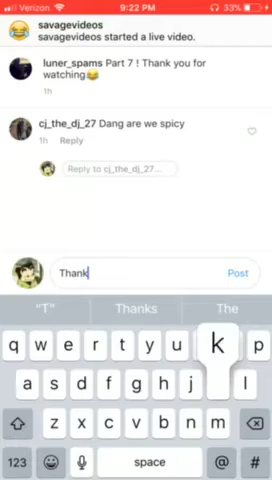 Verizon 9:22 PM 33%
savagevideos
savagevideos started a live video.
luner_spams Part 7 ! Thank you for
watching😂
1h
cj_the_dj_27 Dang are we spicy
1h Reply
Reply to cj_the_dj_27...
Thank Post
“T” Thanks The
q w e r t y u k p
a s d f g h j l
z x c v b n m
123 space @ #